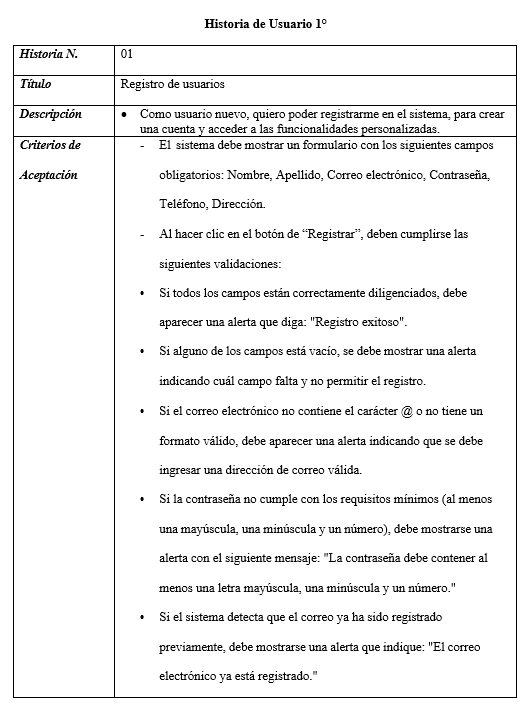 Historia de Usuario 1°
Historia N.
01
Título
Registro de usuarios
Descripción
• Como usuario nuevo, quiero poder registrarme en el sistema, para crear
una cuenta y acceder a las funcionalidades personalizadas.
Criterios de
Aceptación
- El sistema debe mostrar un formulario con los siguientes campos
obligatorios: Nombre, Apellido, Correo electrónico, Contraseña,
Teléfono, Dirección.
- Al hacer clic en el botón de “Registrar”, deben cumplirse las
siguientes validaciones:
• Si todos los campos están correctamente diligenciados, debe
aparecer una alerta que diga: "Registro exitoso".
• Si alguno de los campos está vacío, se debe mostrar una alerta
indicando cuál campo falta y no permitir el registro.
• Si el correo electrónico no contiene el carácter @ o no tiene un
formato válido, debe aparecer una alerta indicando que se debe
ingresar una dirección de correo válida.
• Si la contraseña no cumple con los requisitos mínimos (al menos
una mayúscula, una minúscula y un número), debe mostrarse una
alerta con el siguiente mensaje: "La contraseña debe contener al
menos una letra mayúscula, una minúscula y un número."
• Si el sistema detecta que el correo ya ha sido registrado
previamente, debe mostrarse una alerta que indique: "El correo
electrónico ya está registrado."